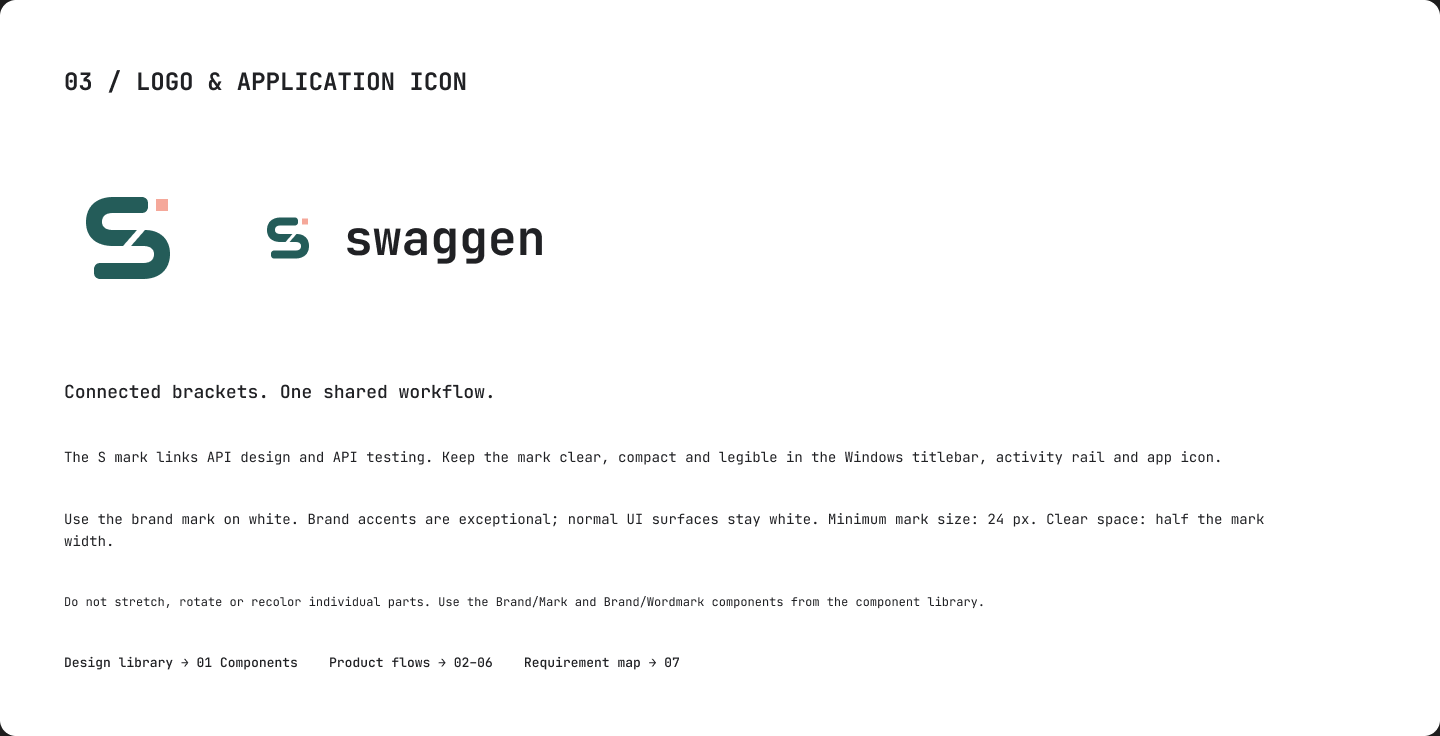 03 / LOGO & APPLICATION ICON
swaggen
Connected brackets. One shared workflow.
The S mark links API design and API testing. Keep the mark clear, compact and legible in the Windows titlebar, activity rail and app icon.
Use the brand mark on white. Brand accents are exceptional; normal UI surfaces stay white. Minimum mark size: 24 px. Clear space: half the mark
width.
Do not stretch, rotate or recolor individual parts. Use the Brand/Mark and Brand/Wordmark components from the component library.
Design library → 01 Components Product flows → 02–06 Requirement map → 07